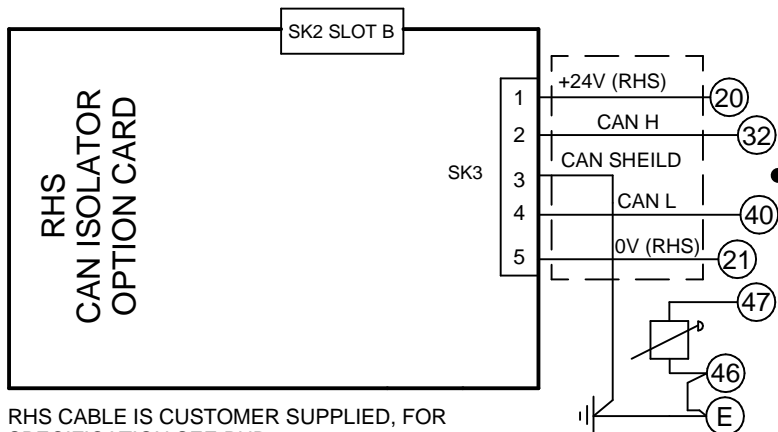 SK2 SLOT B
RHS
CAN ISOLATOR
OPTION CARD
SK3
1
+24V (RHS)
20
2
CAN H
32
3
CAN SHEILD
4
CAN L
40
5
0V (RHS)
21
47
46
E
RHS CABLE IS CUSTOMER SUPPLIED, FOR